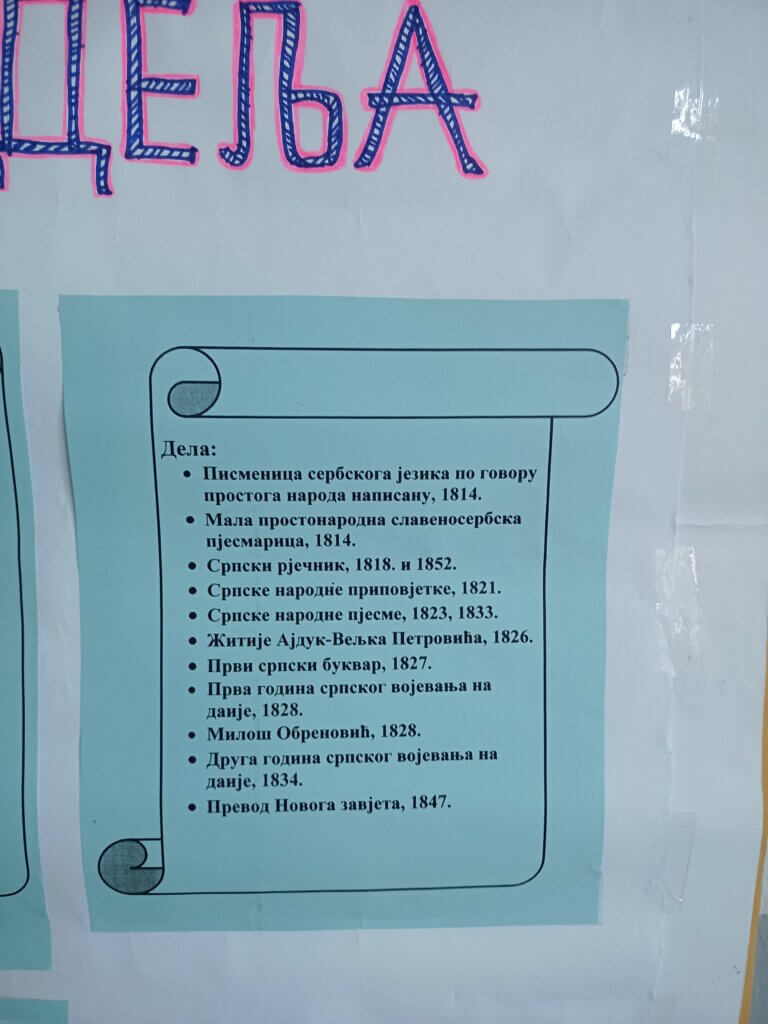 ДЕЉА
Дела:
• Писменица сербскога језика по говору
простога народа написану, 1814.
• Мала простонародна славеносербска
пјесмарица, 1814.
• Српски рјечник, 1818. и 1852.
• Српске народне приповјетке, 1821.
• Српске народне пјесме, 1823, 1833.
• Житије Ајдук-Вељка Петровића, 1826.
• Први српски буквар, 1827.
• Прва година српског војевања на
даије, 1828.
• Милош Обреновић, 1828.
• Друга година српског војевања на
даије, 1834.
• Превод Новога завјета, 1847.